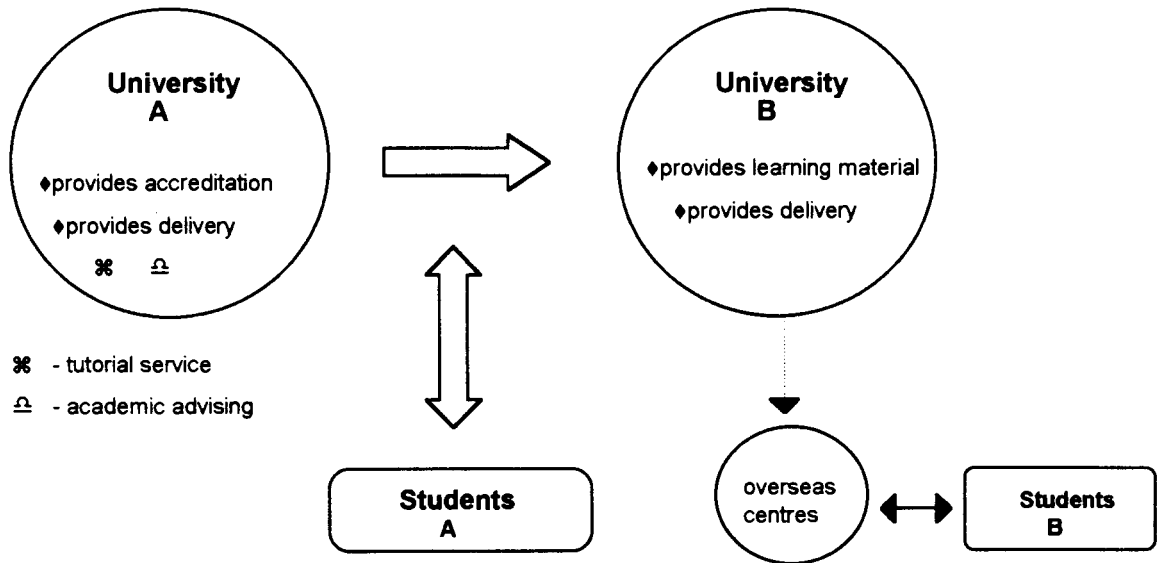 University
A
♦provides accreditation
♦provides delivery
⌘ ♎
⌘ - tutorial service
♎ - academic advising
University
B
♦provides learning material
♦provides delivery
Students
A
overseas
centres
Students
B